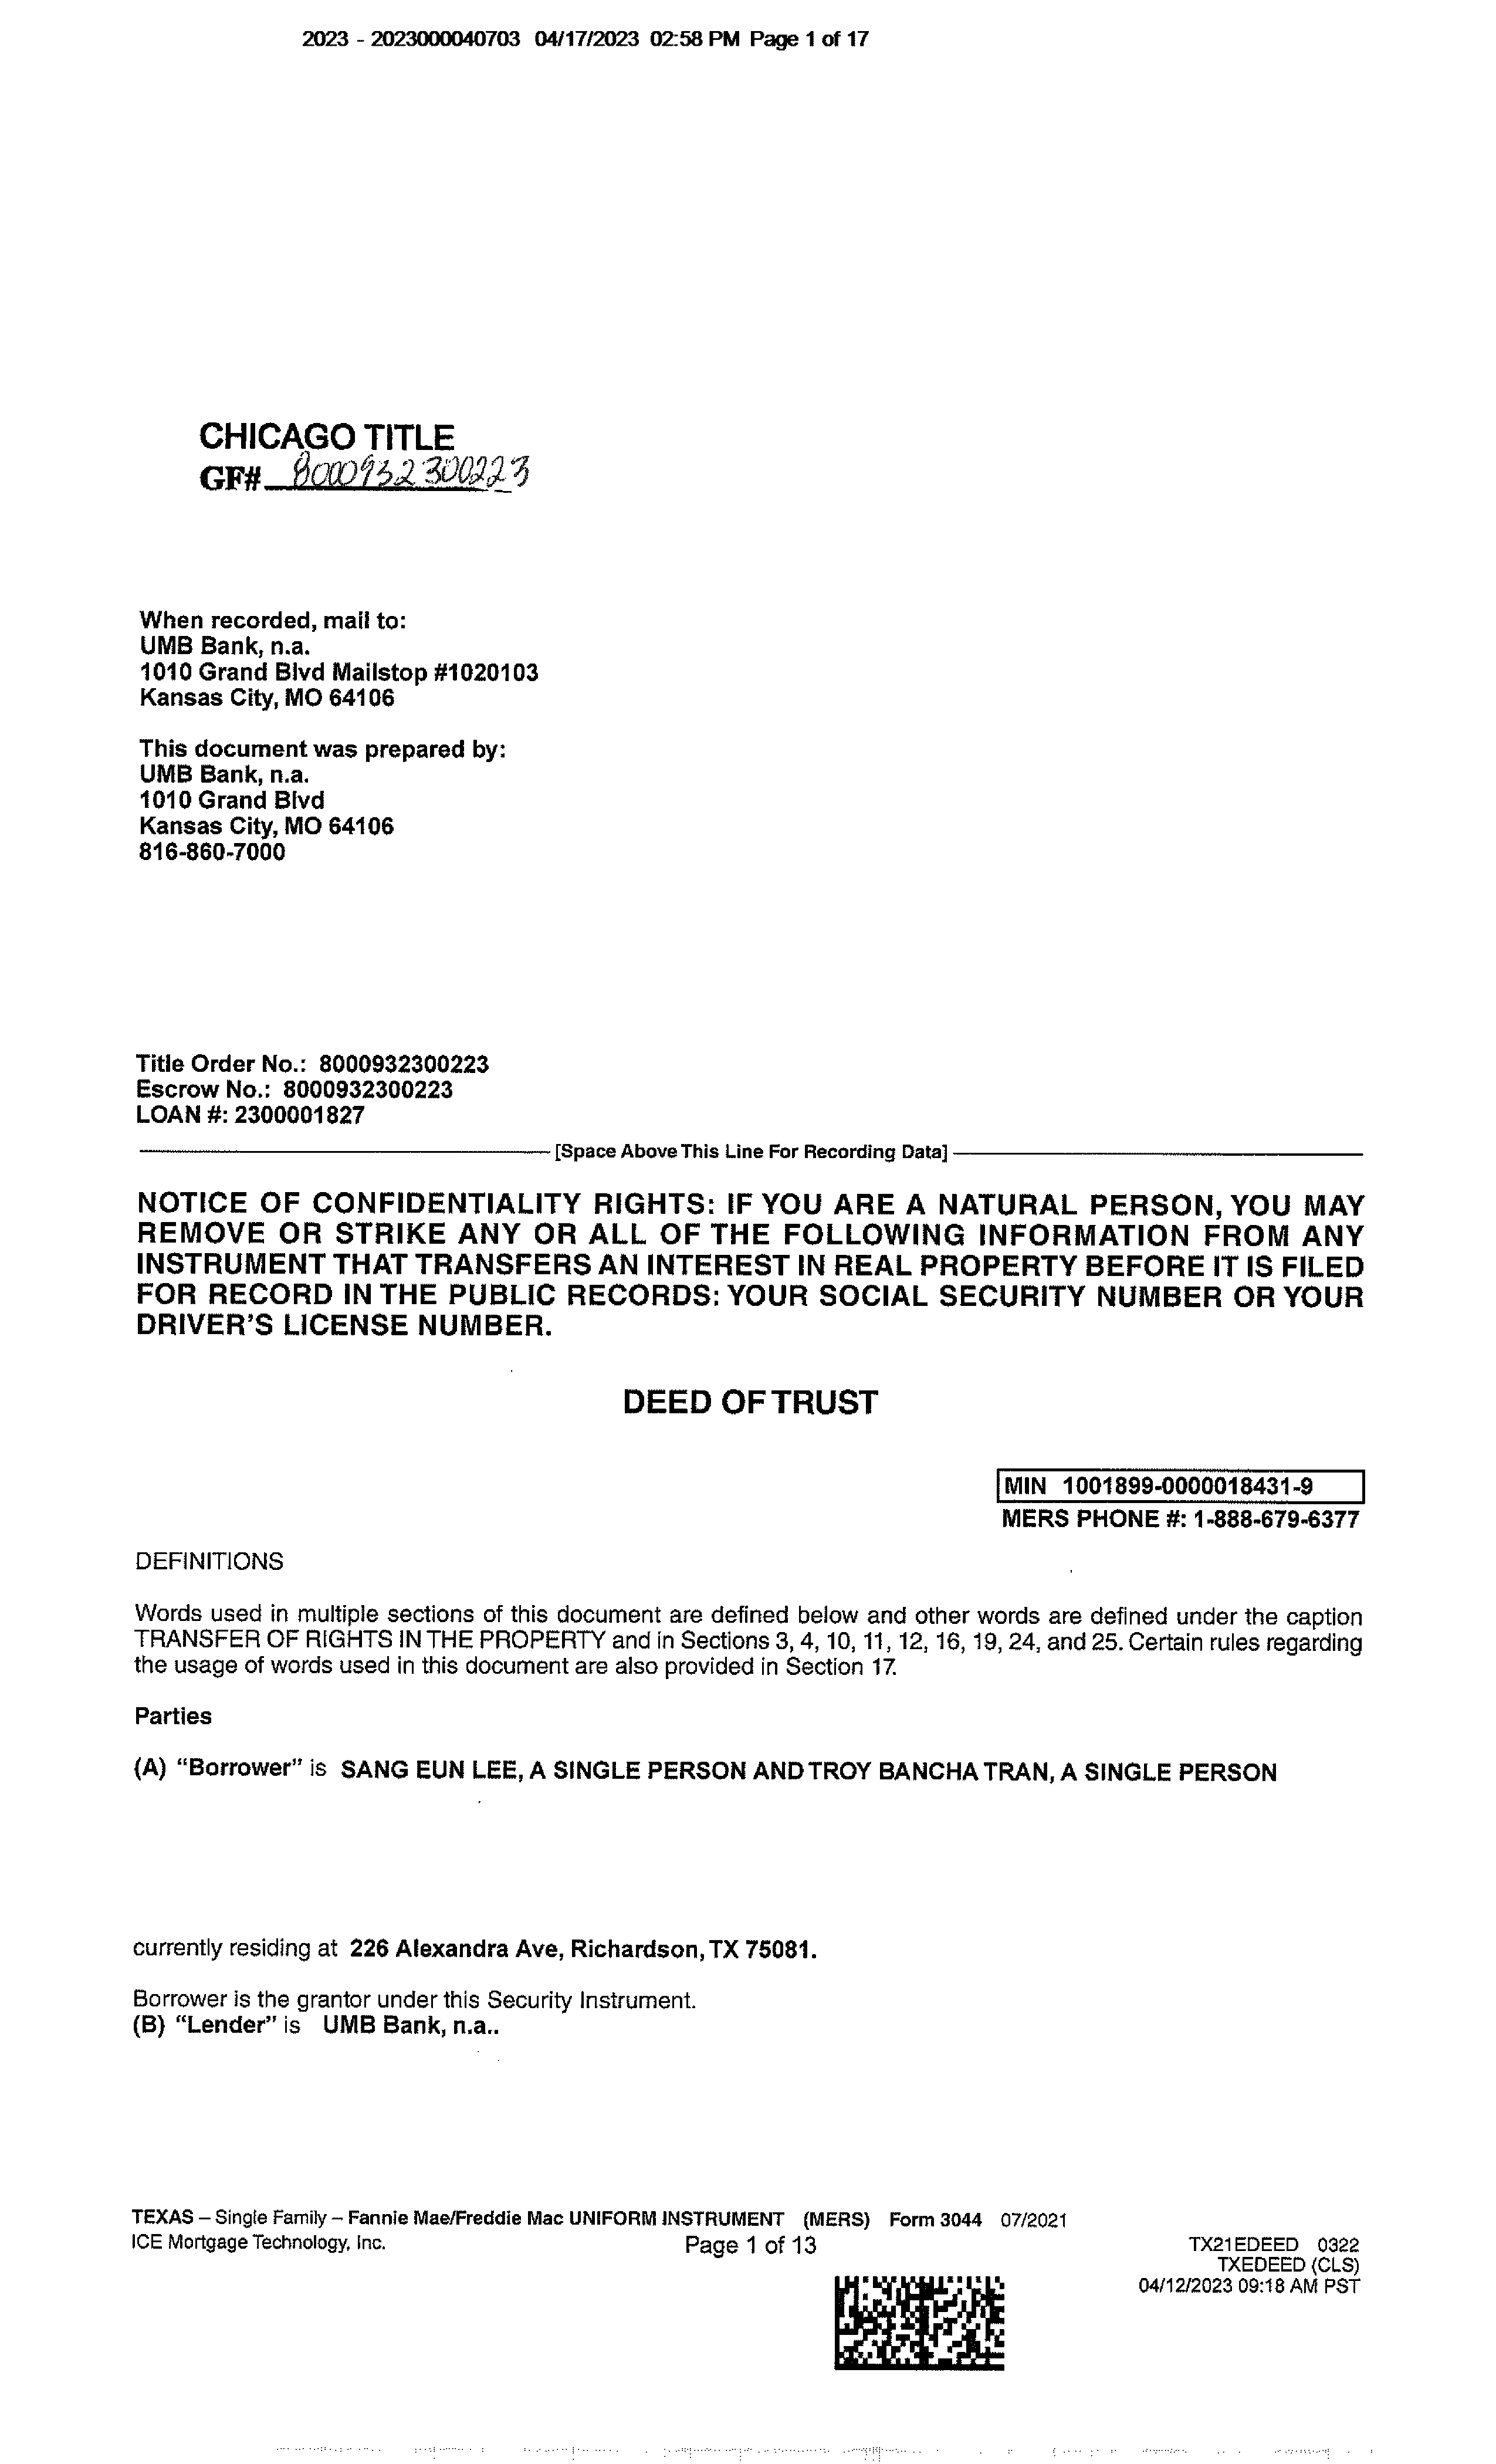 2023 - 2023000040703 04/17/2023 02:58 PM Page 1 of 17
CHICAGO TITLE
GF# 8000932300223
When recorded, mail to:
UMB Bank, n.a.
1010 Grand Blvd Mailstop #1020103
Kansas City, MO 64106
This document was prepared by:
UMB Bank, n.a.
1010 Grand Blvd
Kansas City, MO 64106
816-860-7000
Title Order No.: 8000932300223
Escrow No.: 8000932300223
LOAN #: 2300001827
[Space Above This Line For Recording Data]
NOTICE OF CONFIDENTIALITY RIGHTS: IF YOU ARE A NATURAL PERSON, YOU MAY
REMOVE OR STRIKE ANY OR ALL OF THE FOLLOWING INFORMATION FROM ANY
INSTRUMENT THAT TRANSFERS AN INTEREST IN REAL PROPERTY BEFORE IT IS FILED
FOR RECORD IN THE PUBLIC RECORDS: YOUR SOCIAL SECURITY NUMBER OR YOUR
DRIVER'S LICENSE NUMBER.
DEED OF TRUST
MIN 1001899-0000018431-9
MERS PHONE #: 1-888-679-6377
DEFINITIONS
Words used in multiple sections of this document are defined below and other words are defined under the caption
TRANSFER OF RIGHTS IN THE PROPERTY and in Sections 3, 4, 10, 11, 12, 16, 19, 24, and 25. Certain rules regarding
the usage of words used in this document are also provided in Section 17.
Parties
(A) “Borrower” is SANG EUN LEE, A SINGLE PERSON AND TROY BANCHA TRAN, A SINGLE PERSON
currently residing at 226 Alexandra Ave, Richardson, TX 75081.
Borrower is the grantor under this Security Instrument.
(B) “Lender” is UMB Bank, n.a..
TEXAS – Single Family – Fannie Mae/Freddie Mac UNIFORM INSTRUMENT (MERS) Form 3044 07/2021
ICE Mortgage Technology, Inc. Page 1 of 13 TX21EDEED 0322
TXEDEED (CLS)
04/12/2023 09:18 AM PST